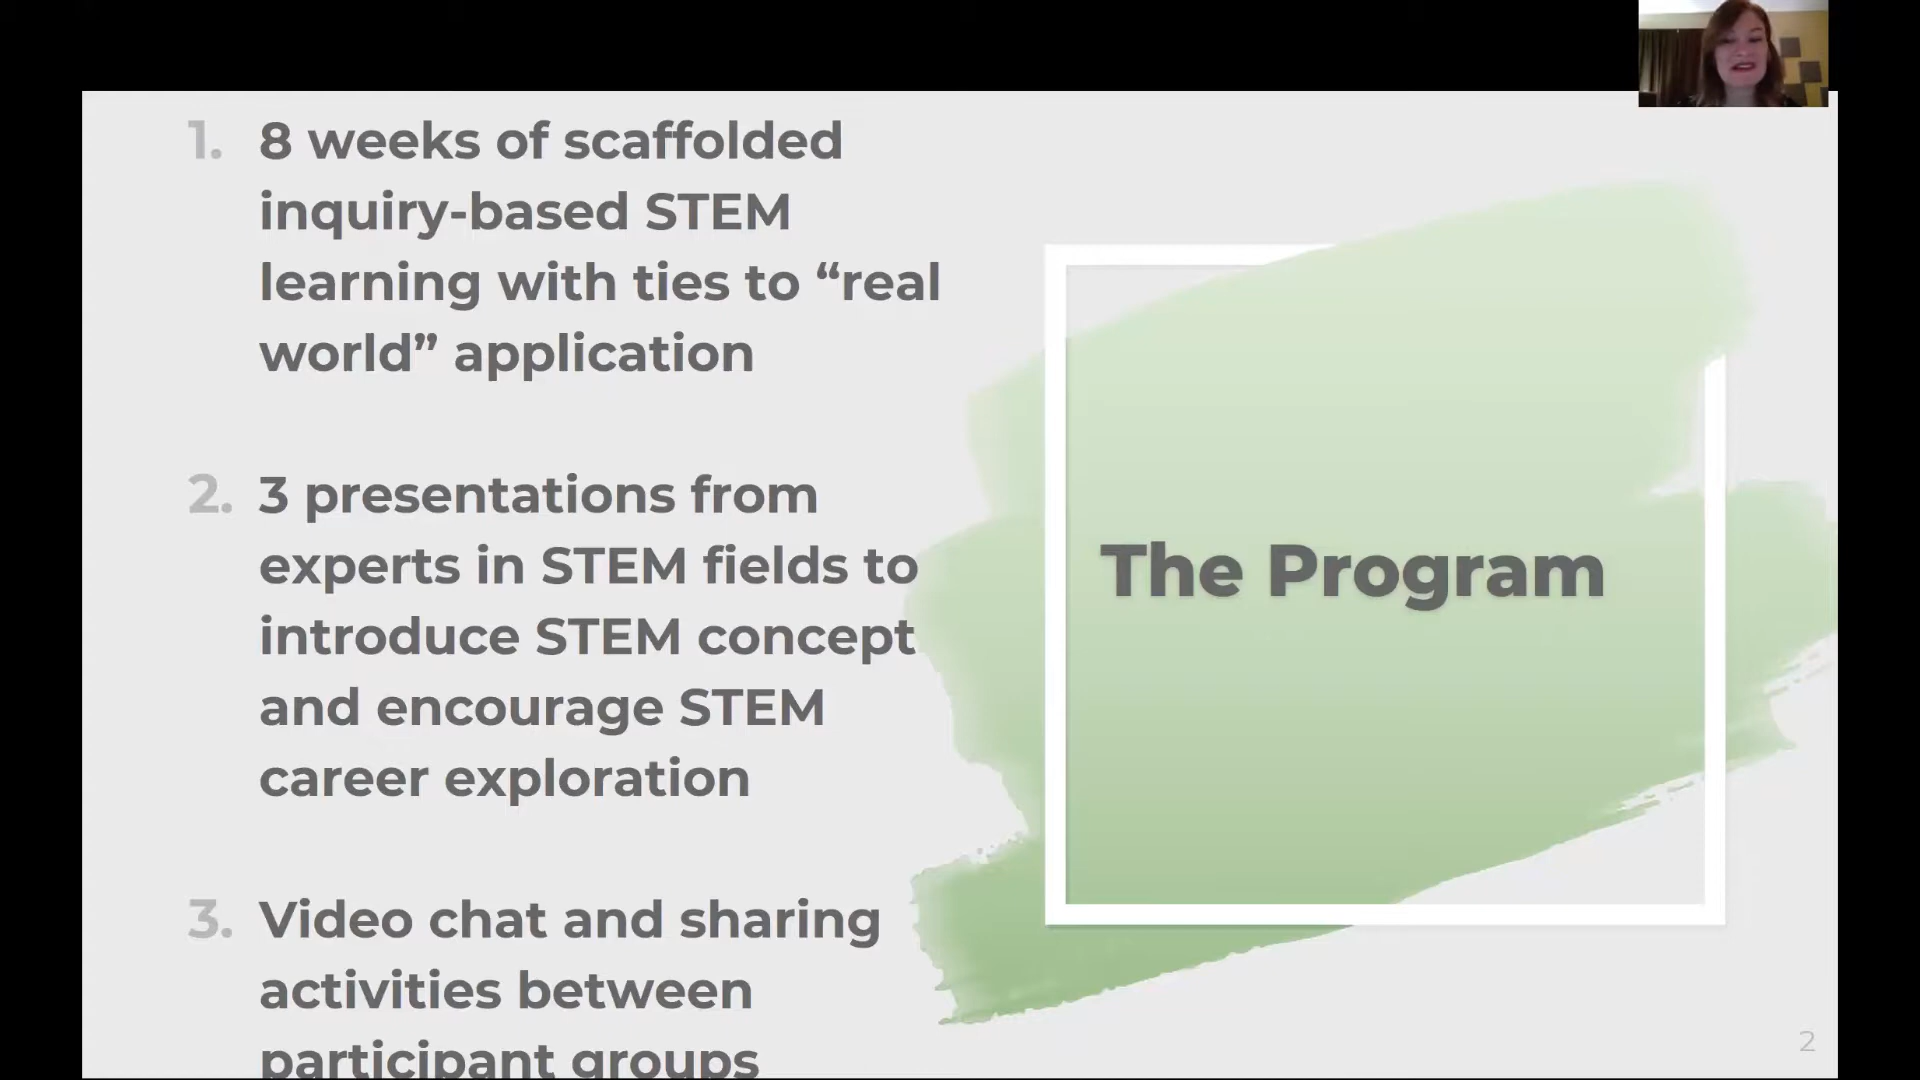 1. 8 weeks of scaffolded
inquiry-based STEM
learning with ties to “real
world” application
2. 3 presentations from
experts in STEM fields to
introduce STEM concept
and encourage STEM
career exploration
3. Video chat and sharing
activities between
participant groups
The Program
2